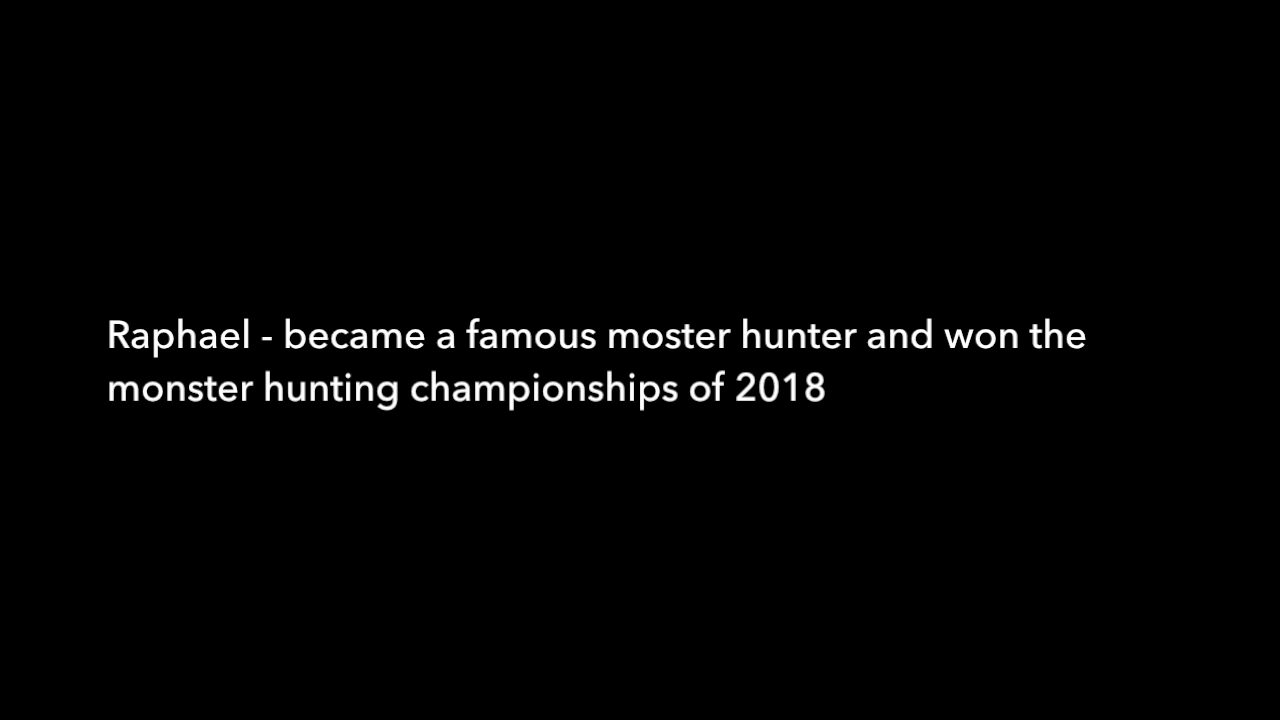 Raphael - became a famous moster hunter and won the
monster hunting championships of 2018